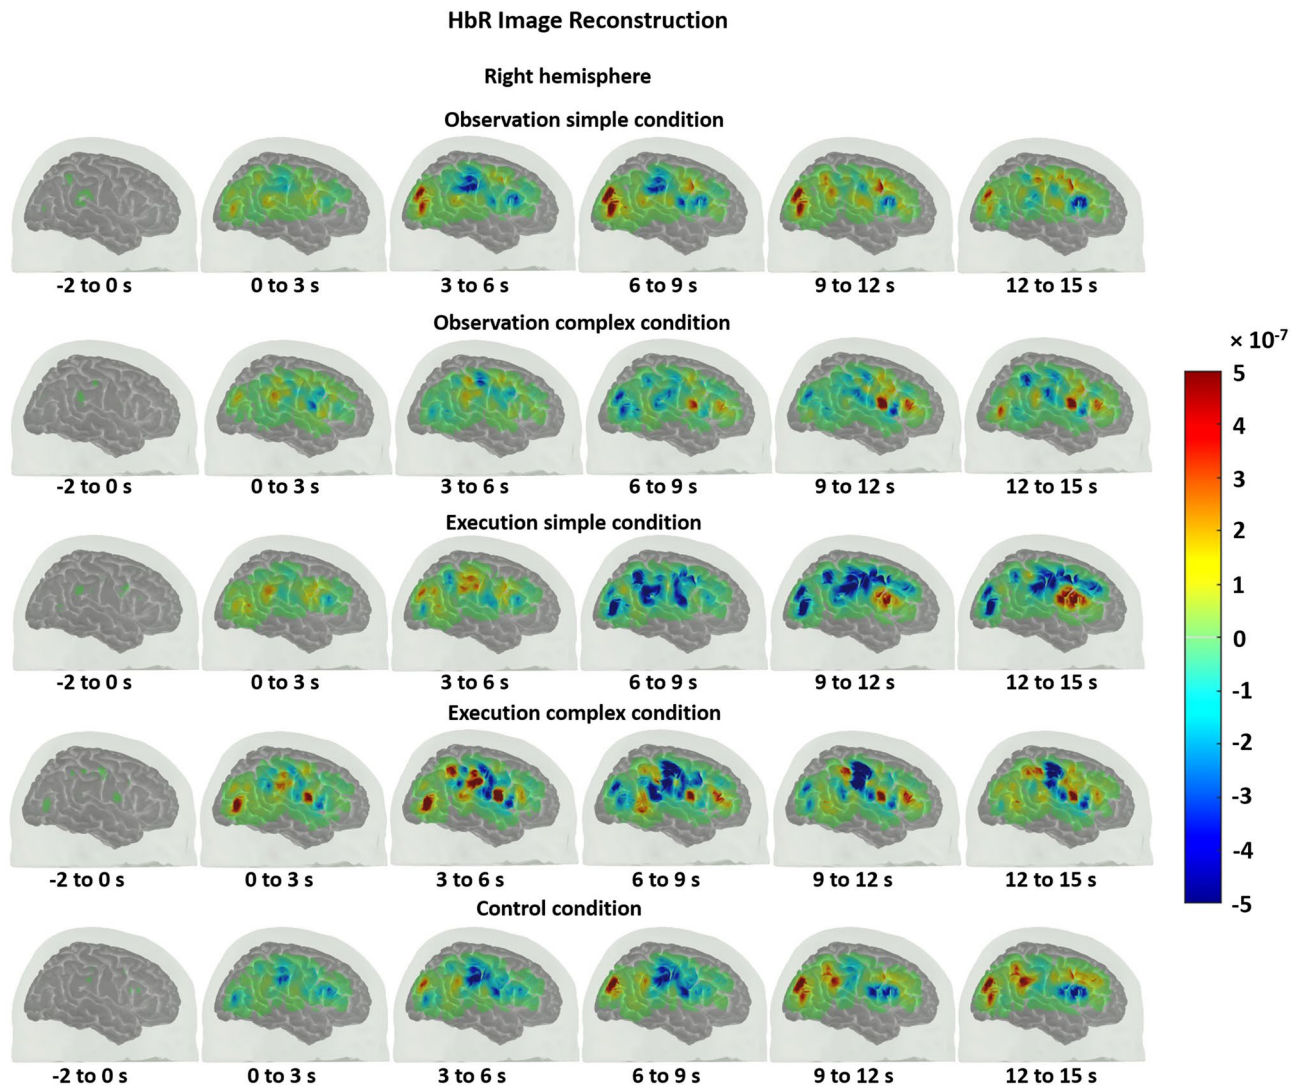 HbR Image Reconstruction
Right hemisphere
Observation simple condition
-2 to 0 s 0 to 3 s 3 to 6 s 6 to 9 s 9 to 12 s 12 to 15 s
Observation complex condition
-2 to 0 s 0 to 3 s 3 to 6 s 6 to 9 s 9 to 12 s 12 to 15 s
Execution simple condition
-2 to 0 s 0 to 3 s 3 to 6 s 6 to 9 s 9 to 12 s 12 to 15 s
Execution complex condition
-2 to 0 s 0 to 3 s 3 to 6 s 6 to 9 s 9 to 12 s 12 to 15 s
Control condition
-2 to 0 s 0 to 3 s 3 to 6 s 6 to 9 s 9 to 12 s 12 to 15 s
× 10⁻⁷
5
4
3
2
1
0
-1
-2
-3
-4
-5